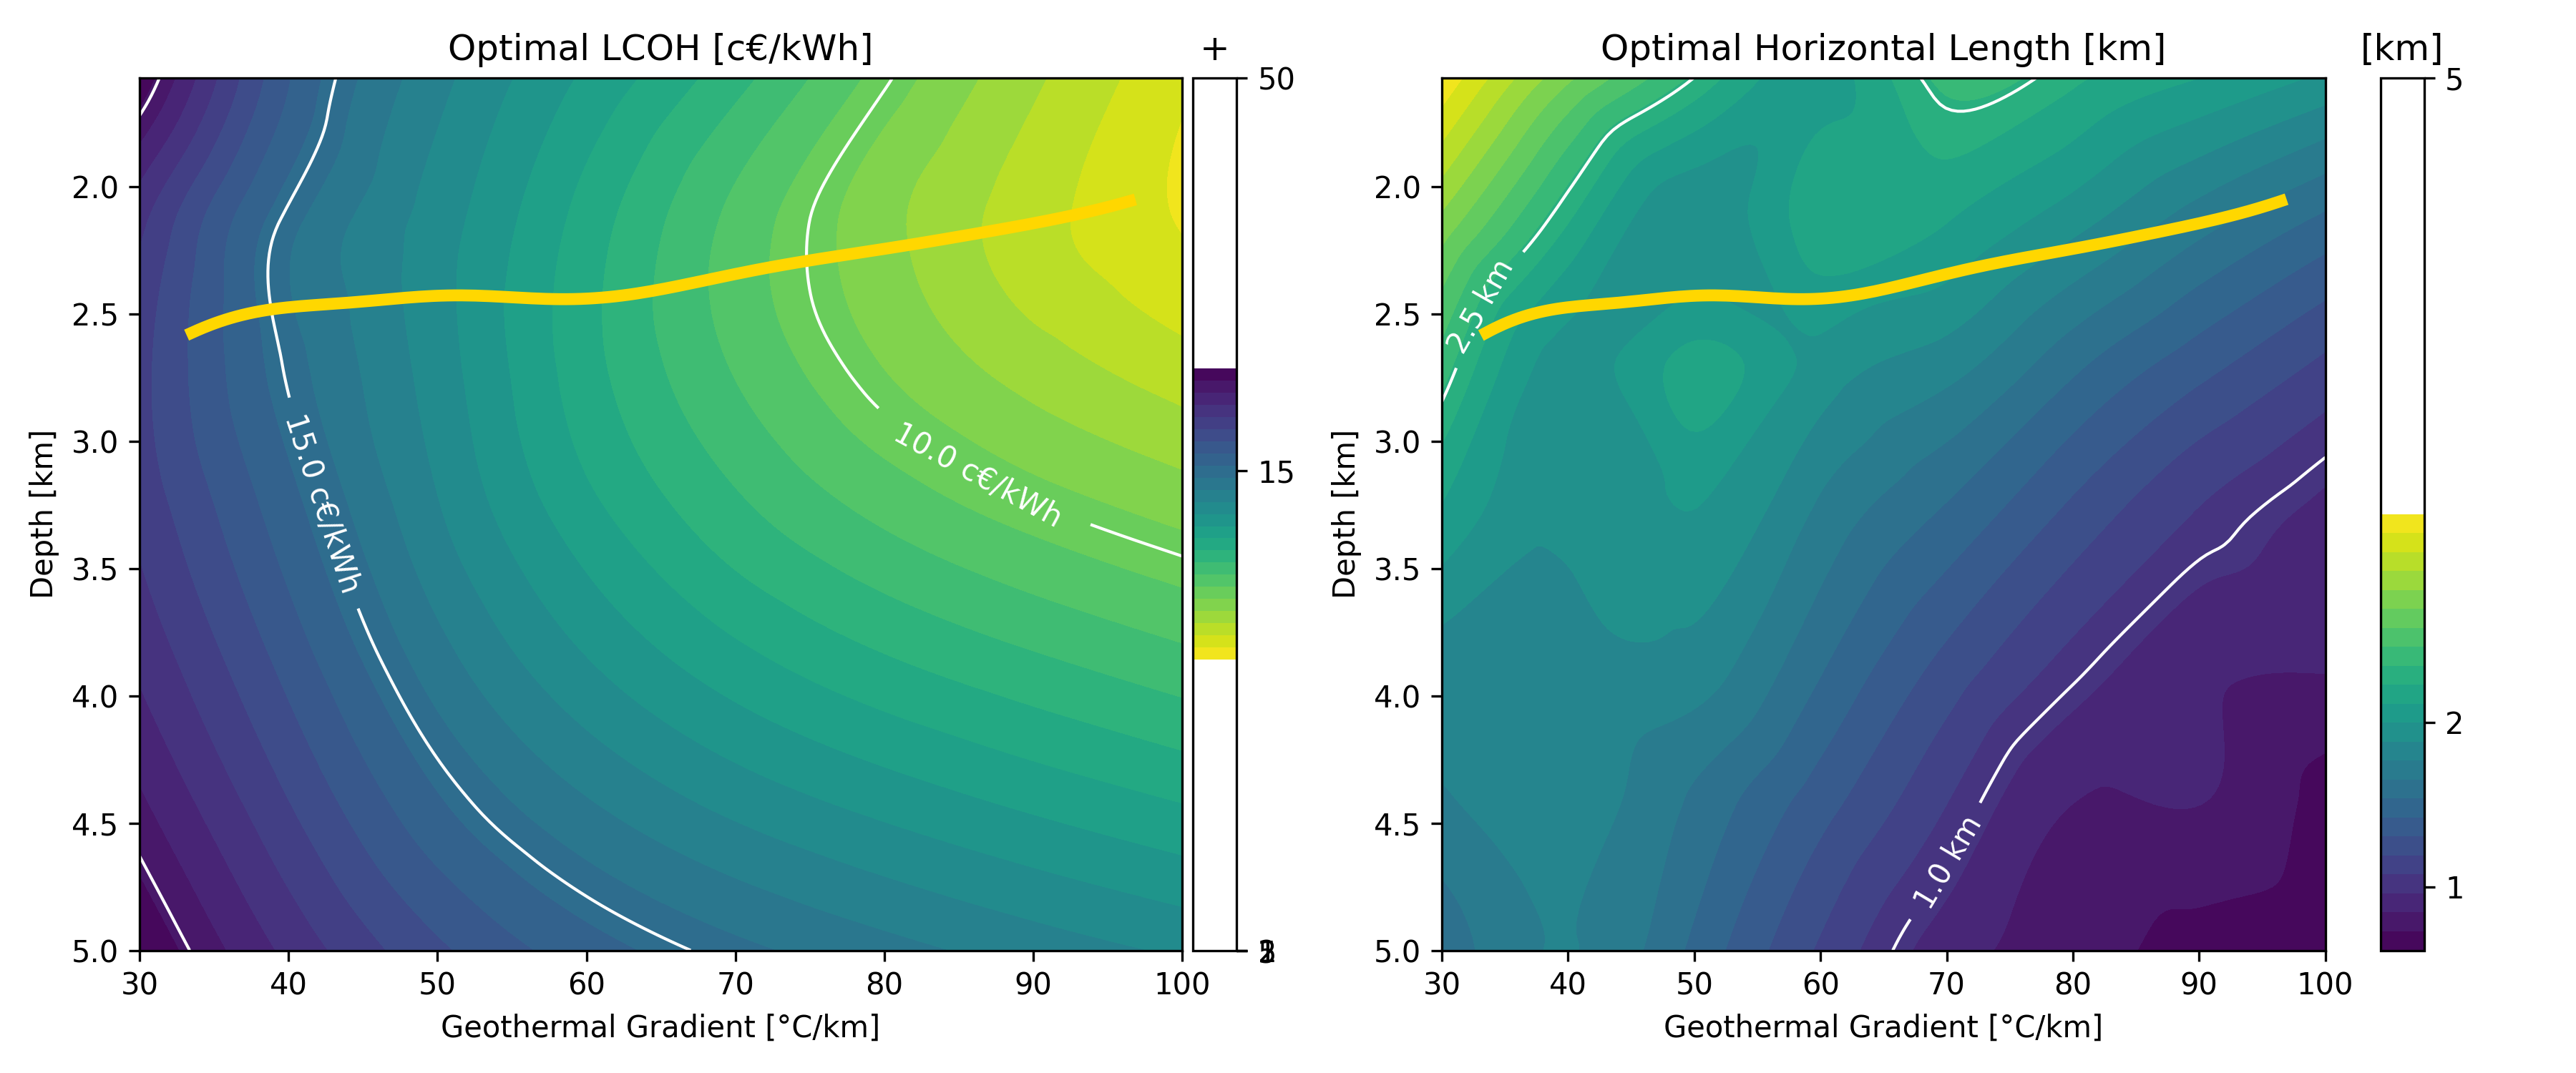 Optimal LCOH [c€/kWh]
+
50
15
2.0
2.5
3.0
3.5
4.0
4.5
5.0
Depth [km]
15.0 c€/kWh
10.0 c€/kWh
30 40 50 60 70 80 90 100
Geothermal Gradient [°C/km]
Optimal Horizontal Length [km]
[km]
5
2
1
2.0
2.5
3.0
3.5
4.0
4.5
5.0
Depth [km]
2.5 km
1.0 km
30 40 50 60 70 80 90 100
Geothermal Gradient [°C/km]